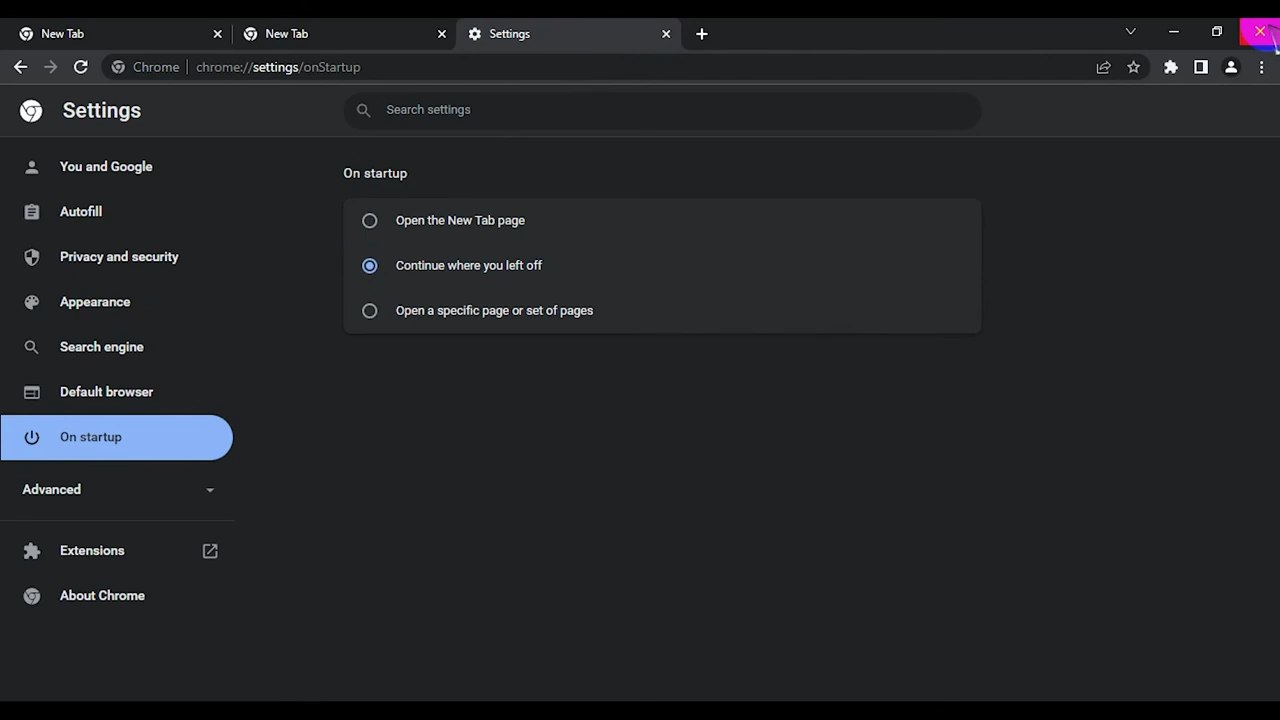 New Tab
New Tab
Settings
Chrome
chrome://settings/onStartup
Settings
Search settings
You and Google
Autofill
Privacy and security
Appearance
Search engine
Default browser
On startup
Advanced
Extensions
About Chrome
On startup
Open the New Tab page
Continue where you left off
Open a specific page or set of pages